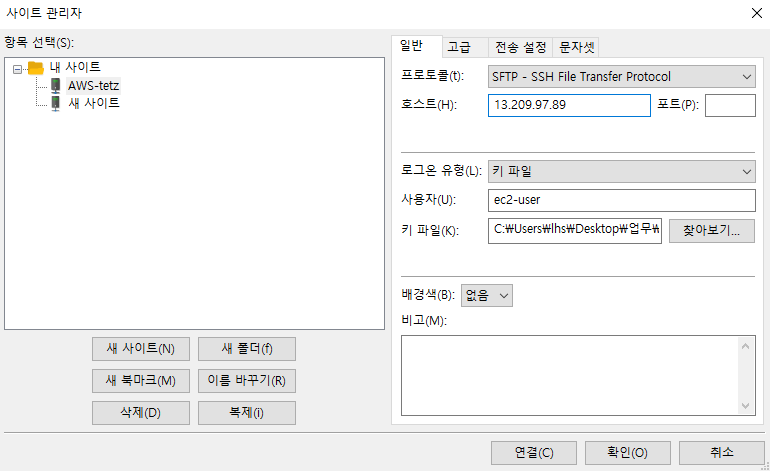 사이트 관리자
항목 선택(S):
내 사이트
AWS-tetz
새 사이트
새 사이트(N) 새 폴더(f)
새 북마크(M) 이름 바꾸기(R)
삭제(D) 복제(i)
일반 고급 전송 설정 문자셋
프로토콜(t): SFTP - SSH File Transfer Protocol
호스트(H): 13.209.97.89 포트(P):
로그온 유형(L): 키 파일
사용자(U): ec2-user
키 파일(K): C:₩Users₩lhs₩Desktop₩업무₩ 찾아보기...
배경색(B): 없음
비고(M):
연결(C) 확인(O) 취소